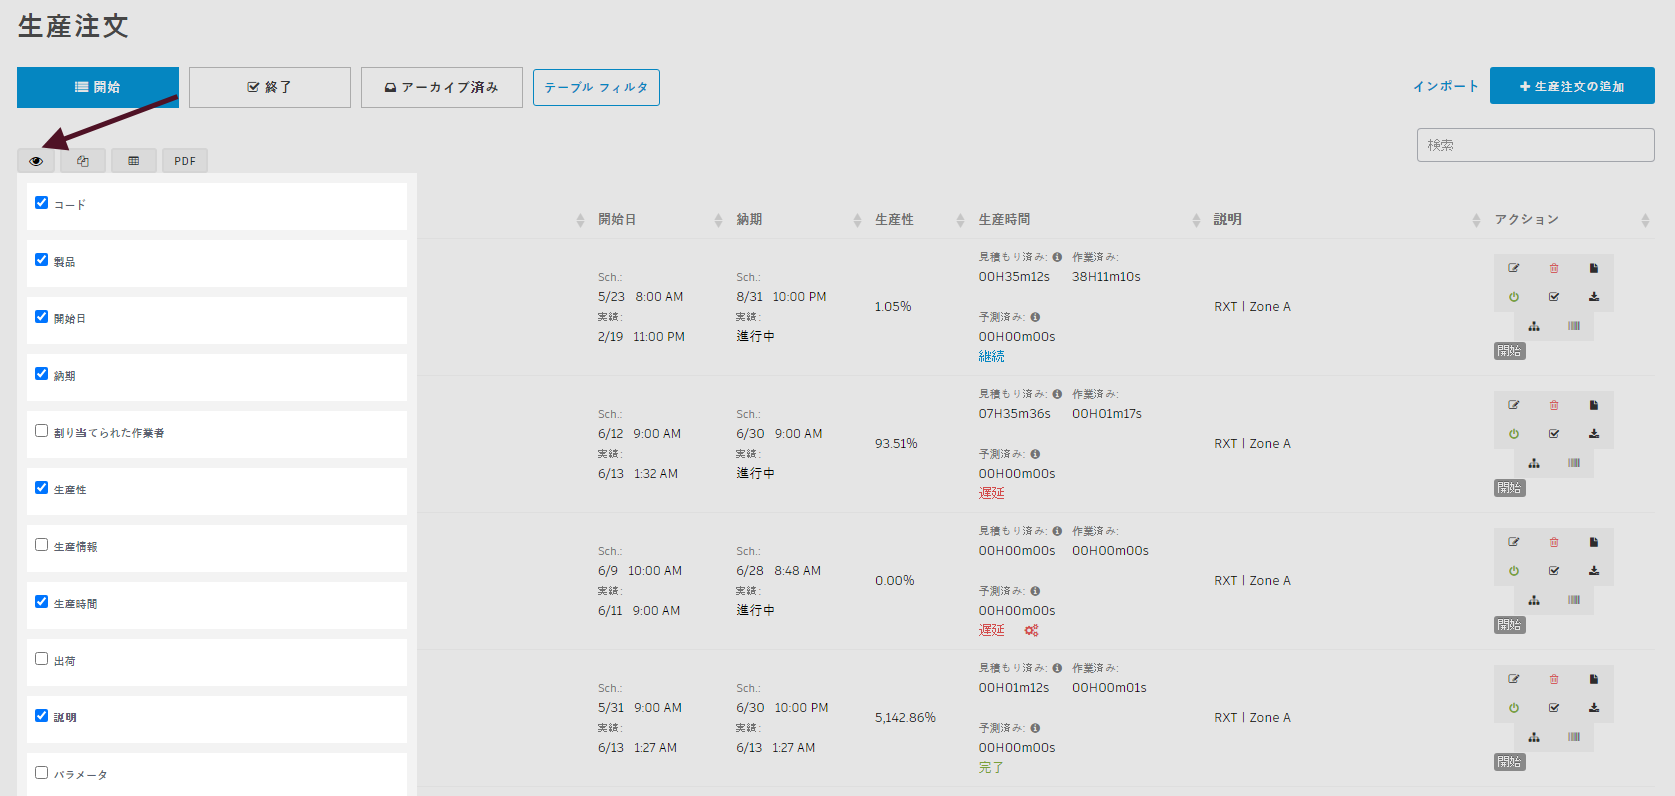 生産注文
開始
終了
アーカイブ済み
テーブル フィルタ
インポート
生産注文の追加
検索
PDF
コード
製品
開始日
納期
割り当てられた作業者
生産性
生産情報
生産時間
出荷
説明
パラメータ
開始日 納期 生産性 生産時間 説明 アクション
見積もり済み: 作業済み:
Sch.: Sch.: 00H35m12s 38H11m10s
5/23 8:00 AM 8/31 10:00 PM 1.05% RXT | Zone A
実績: 実績: 予測済み:
2/19 11:00 PM 進行中 00H00m00s
継続 開始
見積もり済み: 作業済み:
Sch.: Sch.: 07H35m36s 00H01m17s
6/12 9:00 AM 6/30 9:00 AM 93.51% RXT | Zone A
実績: 実績: 予測済み:
6/13 1:32 AM 進行中 00H00m00s
遅延 開始
見積もり済み: 作業済み:
Sch.: Sch.: 00H00m00s 00H00m00s
6/9 10:00 AM 6/28 8:48 AM 0.00% RXT | Zone A
実績: 実績: 予測済み:
6/11 9:00 AM 進行中 00H00m00s
遅延 開始
見積もり済み: 作業済み:
Sch.: Sch.: 00H01m12s 00H00m01s
5/31 9:00 AM 6/30 10:00 PM 5,142.86% RXT | Zone A
実績: 実績: 予測済み:
6/13 1:27 AM 6/13 1:27 AM 00H00m00s
完了 開始